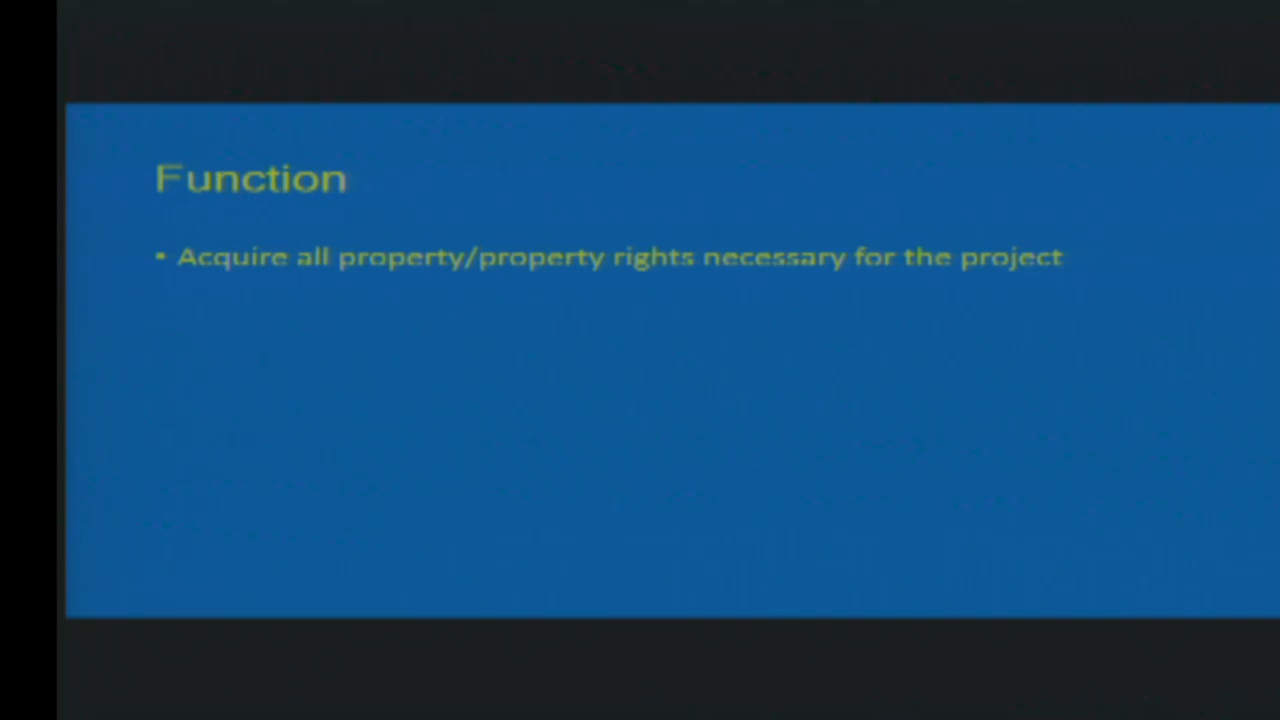 Function
• Acquire all property/property rights necessary for the project